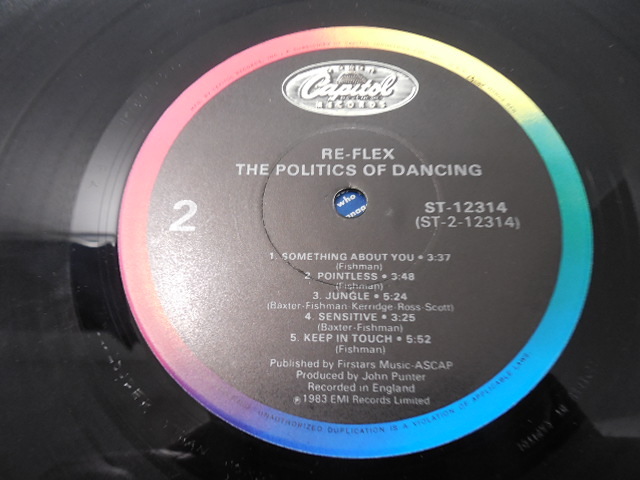 Capitol
RECORDS
RE-FLEX
THE POLITICS OF DANCING
2
who
ST-12314
(ST-2-12314)
1. SOMETHING ABOUT YOU • 3:37
(Fishman)
2 POINTLESS • 3:48
(Fishman)
3. JUNGLE • 5:24
(Baxter-Fishman-Kerridge-Ross-Scott)
4. SENSITIVE • 3:25
(Baxter-Fishman)
5. KEEP IN TOUCH • 5:52
(Fishman)
Published by Firstars Music-ASCAP
Produced by John Punter
Recorded in England
℗ 1983 EMI Records Limited
UNAUTHORIZED DUPLICATION IS A VIOLATION OF APPLICABLE LAWS